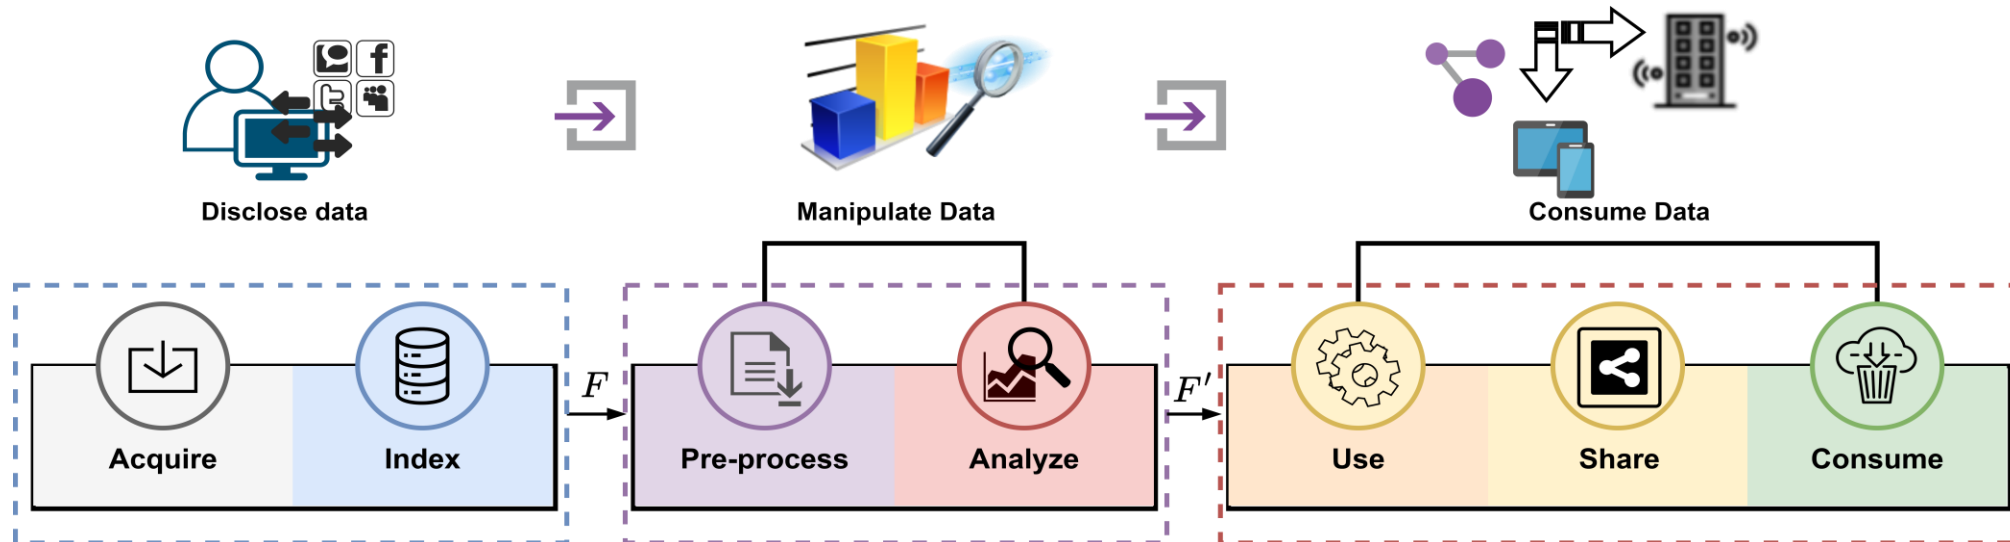 Disclose data
Manipulate Data
Consume Data
F
F′
Acquire
Index
Pre-process
Analyze
Use
Share
Consume